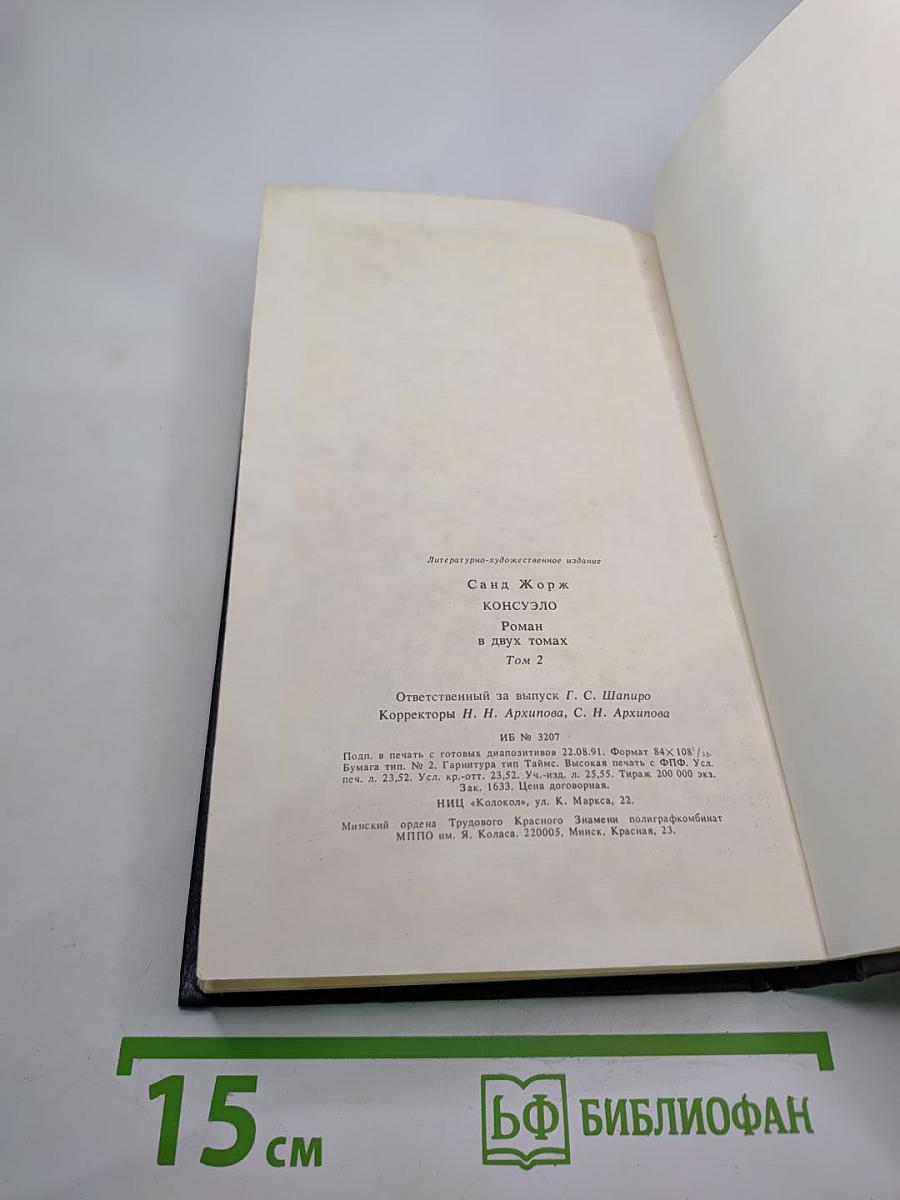 Литературно-художественное издание
Санд Жорж
КОНСУЭЛО
Роман
в двух томах
Том 2
Ответственный за выпуск Г. С. Шапиро
Корректоры Н. Н. Архипова, С. Н. Архипова
ИБ № 3207
Подп. в печать с готовых диапозитивов 22.08.91. Формат 84×108¹/₃₂.
Бумага тип. № 2. Гарнитура тип Таймс. Высокая печать с ФПФ. Усл.
печ. л. 23,52. Усл. кр.-отт. 23,52. Уч.-изд. л. 25,55. Тираж 200 000 экз.
Зак. 1633. Цена договорная.
НИЦ «Колокол», ул. К. Маркса, 22.
Минский ордена Трудового Красного Знамени полиграфкомбинат
МППО им. Я. Коласа. 220005, Минск, Красная, 23.
15 см
БФ БИБЛИОФАН